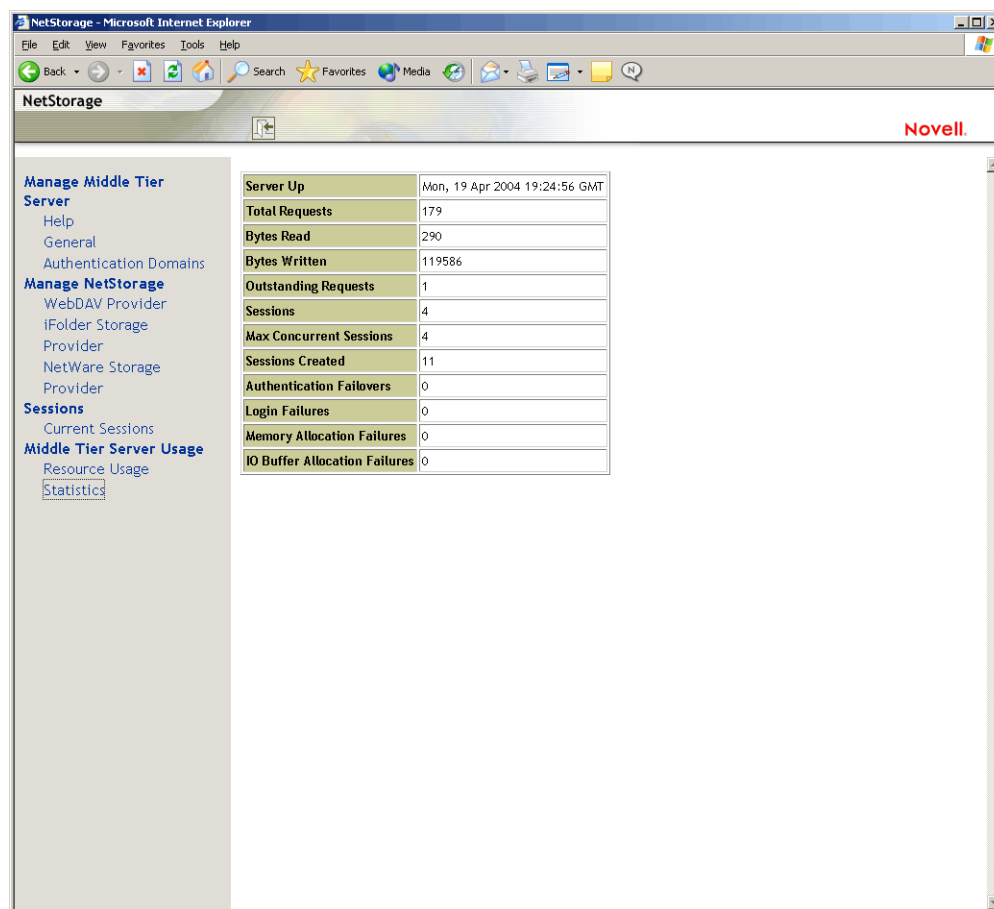 NetStorage - Microsoft Internet Explorer
File Edit View Favorites Tools Help
Back Search Favorites Media
NetStorage
Novell.
Manage Middle Tier
Server
Help
General
Authentication Domains
Manage NetStorage
WebDAV Provider
iFolder Storage
Provider
NetWare Storage
Provider
Sessions
Current Sessions
Middle Tier Server Usage
Resource Usage
Statistics
Server Up Mon, 19 Apr 2004 19:24:56 GMT
Total Requests 179
Bytes Read 290
Bytes Written 119586
Outstanding Requests 1
Sessions 4
Max Concurrent Sessions 4
Sessions Created 11
Authentication Failovers 0
Login Failures 0
Memory Allocation Failures 0
IO Buffer Allocation Failures 0